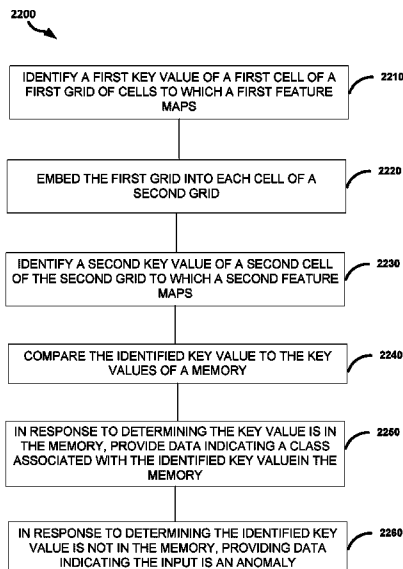 2200
IDENTIFY A FIRST KEY VALUE OF A FIRST CELL OF A
FIRST GRID OF CELLS TO WHICH A FIRST FEATURE
MAPS
2210
EMBED THE FIRST GRID INTO EACH CELL OF A
SECOND GRID
2220
IDENTIFY A SECOND KEY VALUE OF A SECOND CELL
OF THE SECOND GRID TO WHICH A SECOND FEATURE
MAPS
2230
COMPARE THE IDENTIFIED KEY VALUE TO THE KEY
VALUES OF A MEMORY
2240
IN RESPONSE TO DETERMINING THE KEY VALUE IS IN
THE MEMORY, PROVIDE DATA INDICATING A CLASS
ASSOCIATED WITH THE IDENTIFIED KEY VALUEIN THE
MEMORY
2250
IN RESPONSE TO DETERMINING THE IDENTIFIED KEY
VALUE IS NOT IN THE MEMORY, PROVIDING DATA
INDICATING THE INPUT IS AN ANOMALY
2260